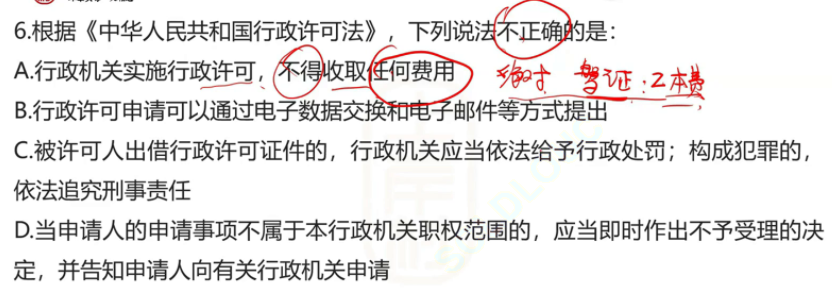 6.根据《中华人民共和国行政许可法》，下列说法不正确的是：
A.行政机关实施行政许可，不得收取任何费用 驾证：工本费
B.行政许可申请可以通过电子数据交换和电子邮件等方式提出
C.被许可人出借行政许可证件的，行政机关应当依法给予行政处罚；构成犯罪的，
依法追究刑事责任
D.当申请人的申请事项不属于本行政机关职权范围的，应当即时作出不予受理的决
定，并告知申请人向有关行政机关申请